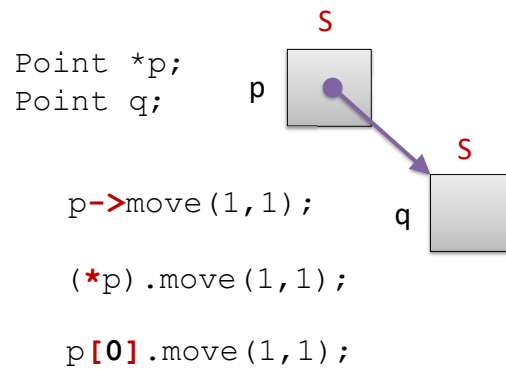 S
Point *p;
Point q;
p
S
p->move(1,1);
q
(*p).move(1,1);
p[0].move(1,1);